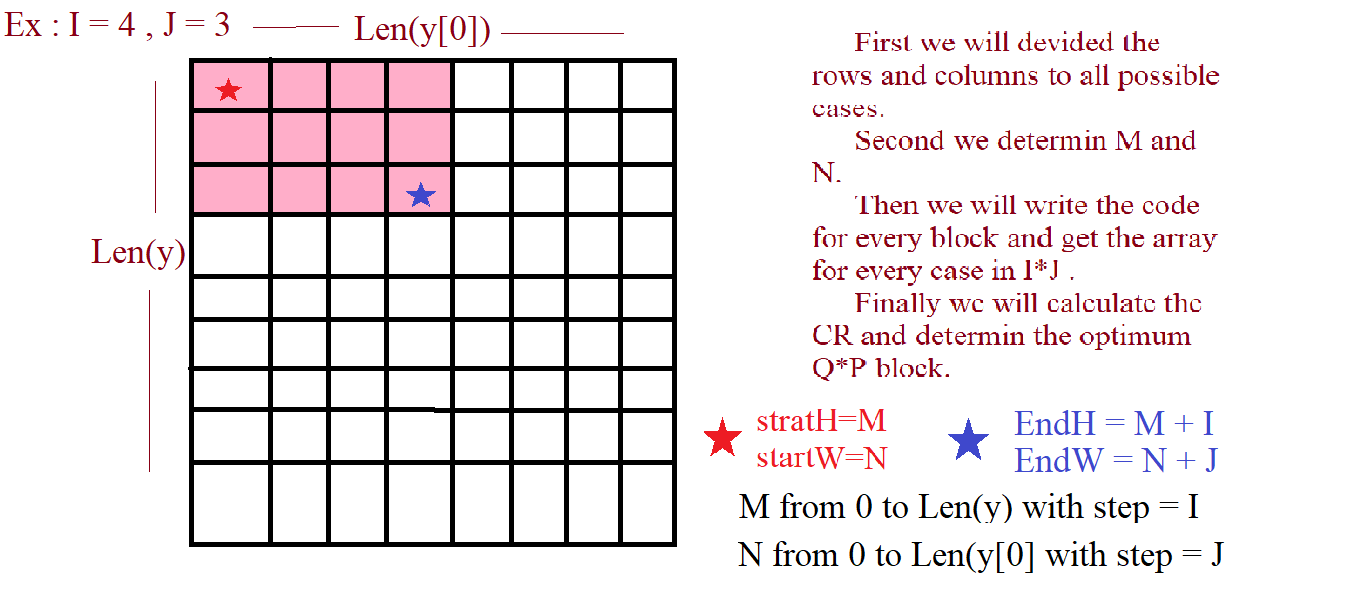 Ex : I = 4 , J = 3
Len(y[0])
Len(y)
First we will devided the
rows and columns to all possible
cases.
Second we determin M and
N.
Then we will write the code
for every block and get the array
for every case in I*J .
Finally we will calculate the
CR and determin the optimum
Q*P block.
stratH=M
startW=N
EndH = M + I
EndW = N + J
M from 0 to Len(y) with step = I
N from 0 to Len(y[0] with step = J